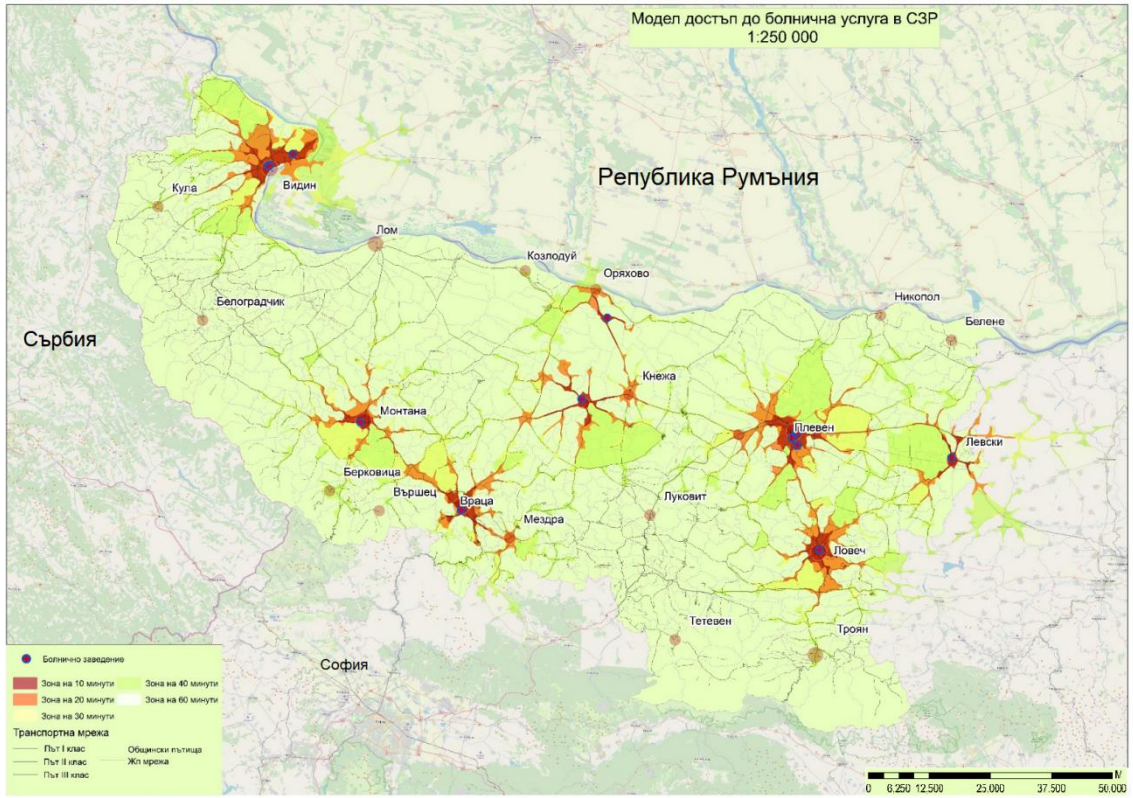 Модел достъп до болнична услуга в СЗР
1:250 000
Република Румъния
Видин
Кула
Лом
Козлодуй
Оряхово
Никопол
Белене
Белоградчик
Сърбия
Кнежа
Монтана
Плевен
Левски
Берковица
Вършец
Враца
Луковит
Мездра
Ловеч
Тетевен
Троян
София
Болнично заведение
Зона на 10 минути
Зона на 40 минути
Зона на 20 минути
Зона на 60 минути
Зона на 30 минути
Транспортна мрежа
Път I клас
Общински пътища
Път II клас
Жп мрежа
Път III клас
М
0 6.250 12.500 25.000 37.500 50.000